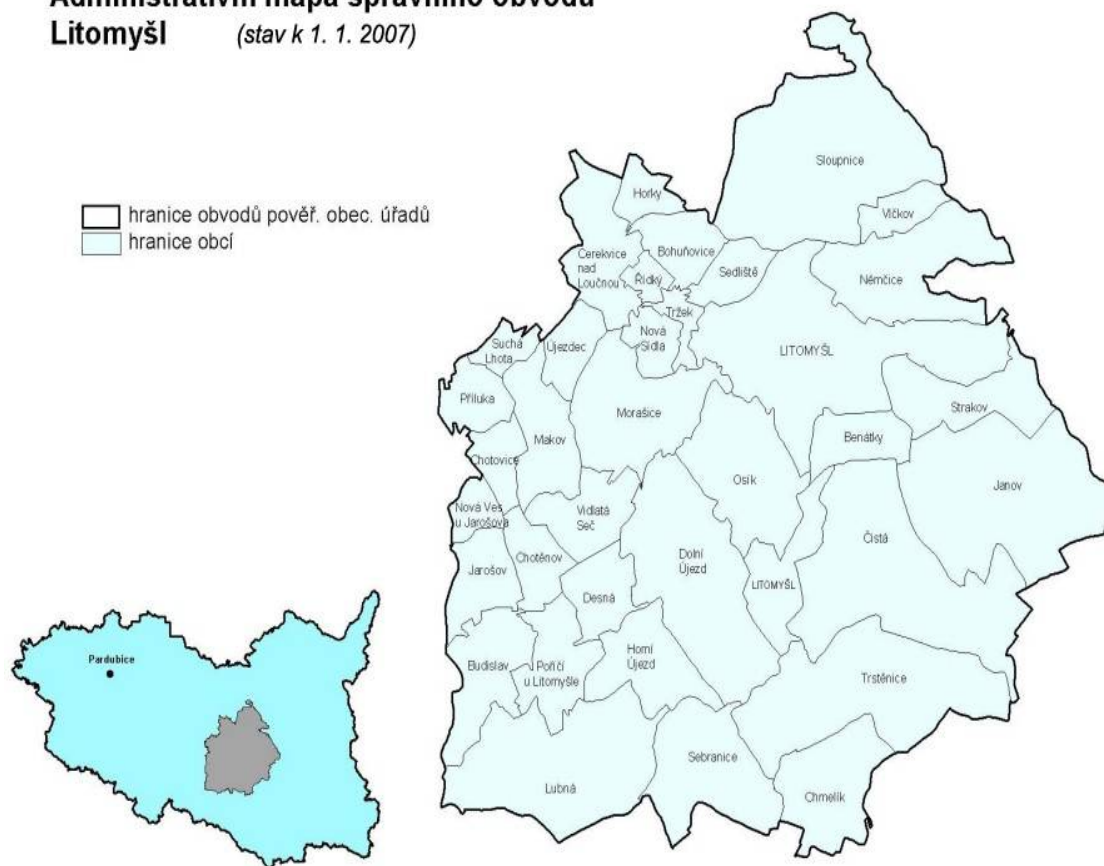 Administrativní mapa správního obvodu
Litomyšl (stav k 1. 1. 2007)
hranice obvodů pověř. obec. úřadů
hranice obcí
Sloupnice
Horky
Vlčkov
Bohuňovice
Cerekvice
nad
Loučnou
Řídký
Sedliště
Němčice
Tržek
Nová
Sídla
Suchá
Lhota
Újezdec
LITOMYŠL
Příluka
Morašice
Strakov
Makov
Benátky
Chotovice
Osík
Janov
Nová Ves
u Jarošova
Vidlatá
Seč
Čistá
Chotěnov
Dolní
Újezd
Jarošov
LITOMYŠL
Desná
Budislav
Poříčí
u Litomyšle
Horní
Újezd
Trstěnice
Sebranice
Lubná
Chmelík
Pardubice